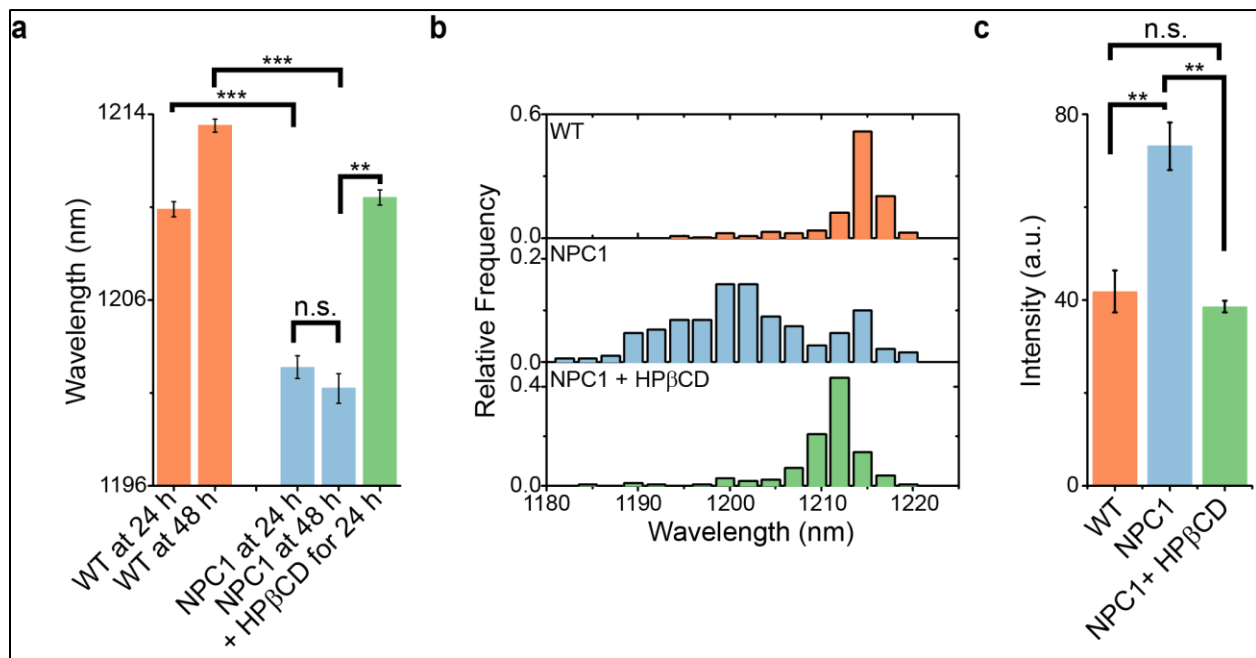 a
***
***
**
n.s.
1214
1206
1196
Wavelength (nm)
WT at 24 h
WT at 48 h
NPC1 at 24 h
NPC1 at 48 h
+ HPβCD for 24 h
b
WT
NPC1
NPC1 + HPβCD
0.6
0.0
0.2
0.0
0.4
0.0
Relative Frequency
1180 1190 1200 1210 1220
Wavelength (nm)
c
n.s.
**
**
80
40
0
Intensity (a.u.)
WT
NPC1
NPC1+ HPβCD